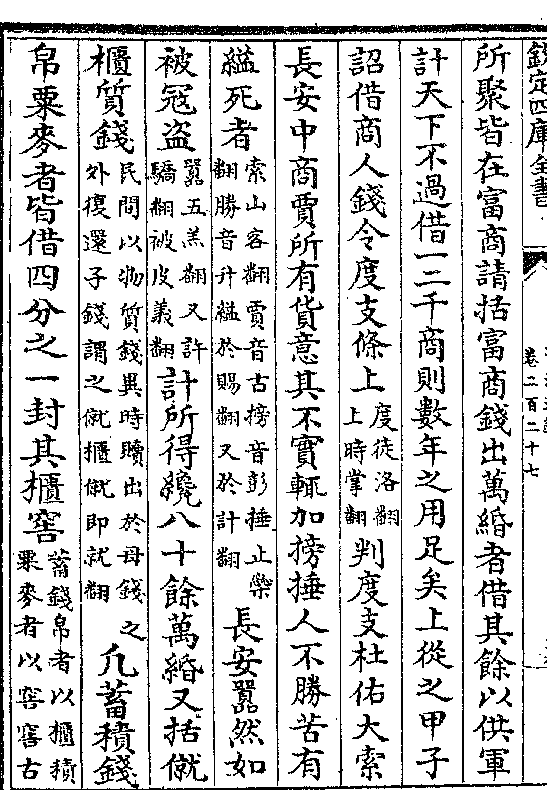 欽定四庫全書
卷二百二十七
所聚皆在富商請括富商錢出萬緡者借其餘以供軍
計天下不過借一二千商則數年之用足矣上從之甲子
詔借商人錢令度支條上度徒洛翻上時掌翻判度支杜佑大索
長安中商賈所有貨意其不實輒加搒捶人不勝苦有
縊死者索山客翻賈音古搒音彭捶止橤翻勝音升縊於賜翻又於計翻長安囂然如
被冦盜囂五羔翻又許驕翻被皮義翻計所得纔八十餘萬緡又括僦
櫃質錢民間以物質錢異時贖出於母錢之外復還子錢謂之僦櫃僦即就翻凡蓄積錢
帛粟麥者皆借四分之一封其櫃窖蓄錢帛者以櫃積粟麥者以窖窖古